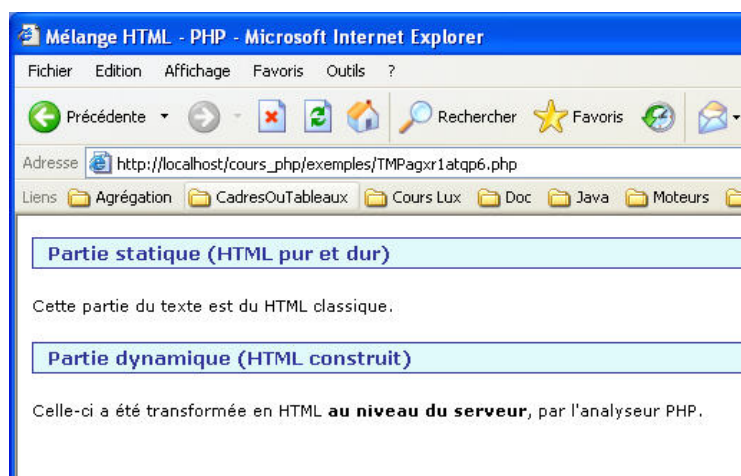 Mélange HTML - PHP - Microsoft Internet Explorer
Fichier Edition Affichage Favoris Outils ?
Précédente Rechercher Favoris
Adresse http://localhost/cours_php/exemples/TMPagxr1atqp6.php
Liens Agrégation CadresOuTableaux Cours Lux Doc Java Moteurs
Partie statique (HTML pur et dur)
Cette partie du texte est du HTML classique.
Partie dynamique (HTML construit)
Celle-ci a été transformée en HTML au niveau du serveur, par l'analyseur PHP.